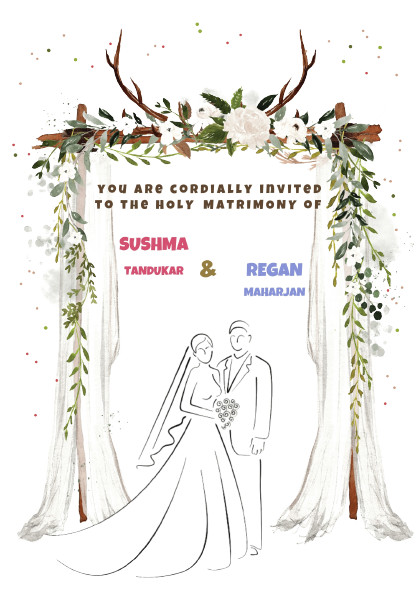 YOU ARE CORDIALLY INVITED
TO THE HOLY MATRIMONY OF
SUSHMA
TANDUKAR
&
REGAN
MAHARJAN